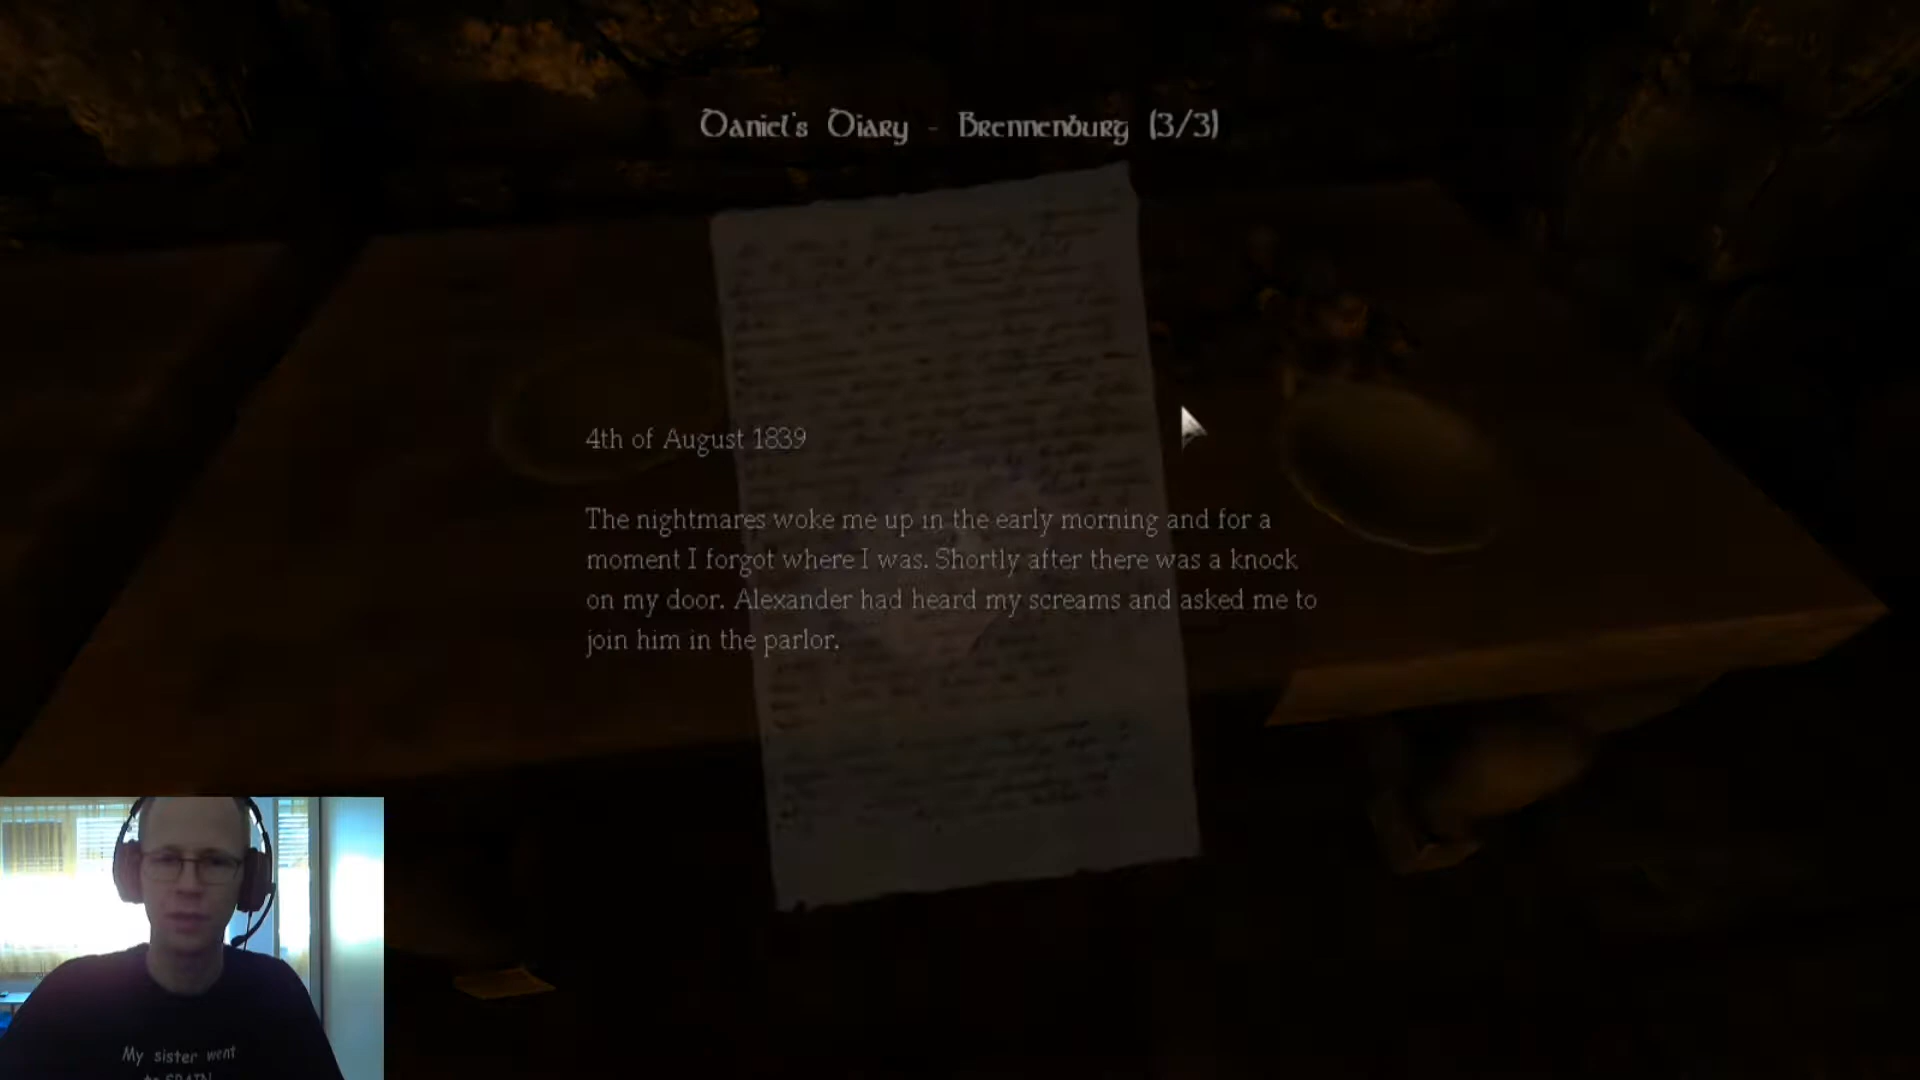 Daniel's Diary - Brennenburg (3/3)
4th of August 1839
The nightmares woke me up in the early morning and for a
moment I forgot where I was. Shortly after there was a knock
on my door. Alexander had heard my screams and asked me to
join him in the parlor.
My sister went
to SPAIN